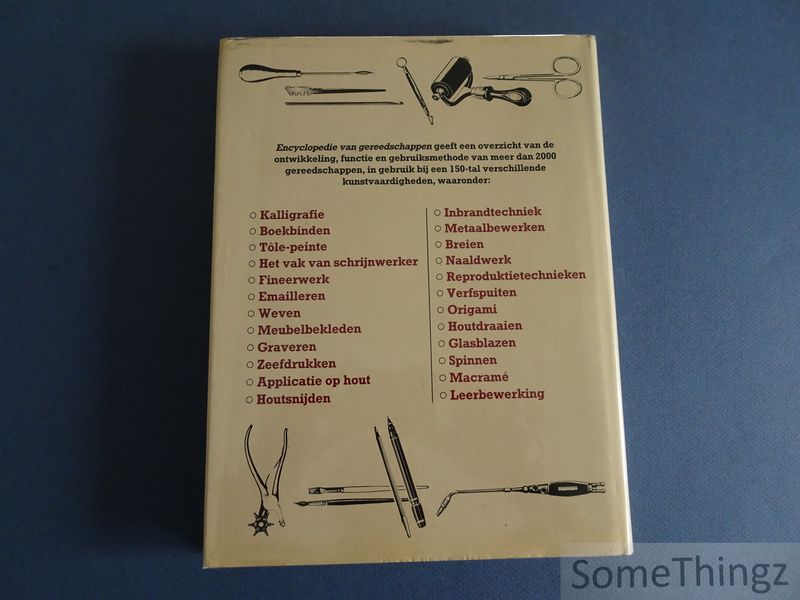 Encyclopedie van gereedschappen geeft een overzicht van de
ontwikkeling, functie en gebruiksmethode van meer dan 2000
gereedschappen, in gebruik bij een 150-tal verschillende
kunstvaardigheden, waaronder:
Kalligrafie
Boekbinden
Tôle-peinte
Het vak van schrijnwerker
Fineerwerk
Emailleren
Weven
Meubelbekleden
Graveren
Zeefdrukken
Applicatie op hout
Houtsnijden
Inbrandtechniek
Metaalbewerken
Breien
Naaldwerk
Reproduktietechnieken
Verfspuiten
Origami
Houtdraaien
Glasblazen
Spinnen
Macramé
Leerbewerking
SomeThingz